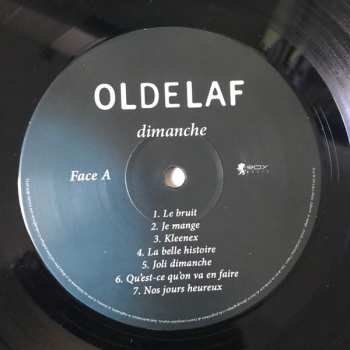 OLDELAF
dimanche
Face A
1. Le bruit
2. Je mange
3. Kleenex
4. La belle histoire
5. Joli dimanche
6. Qu'est-ce qu'on va en faire
7. Nos jours heureux